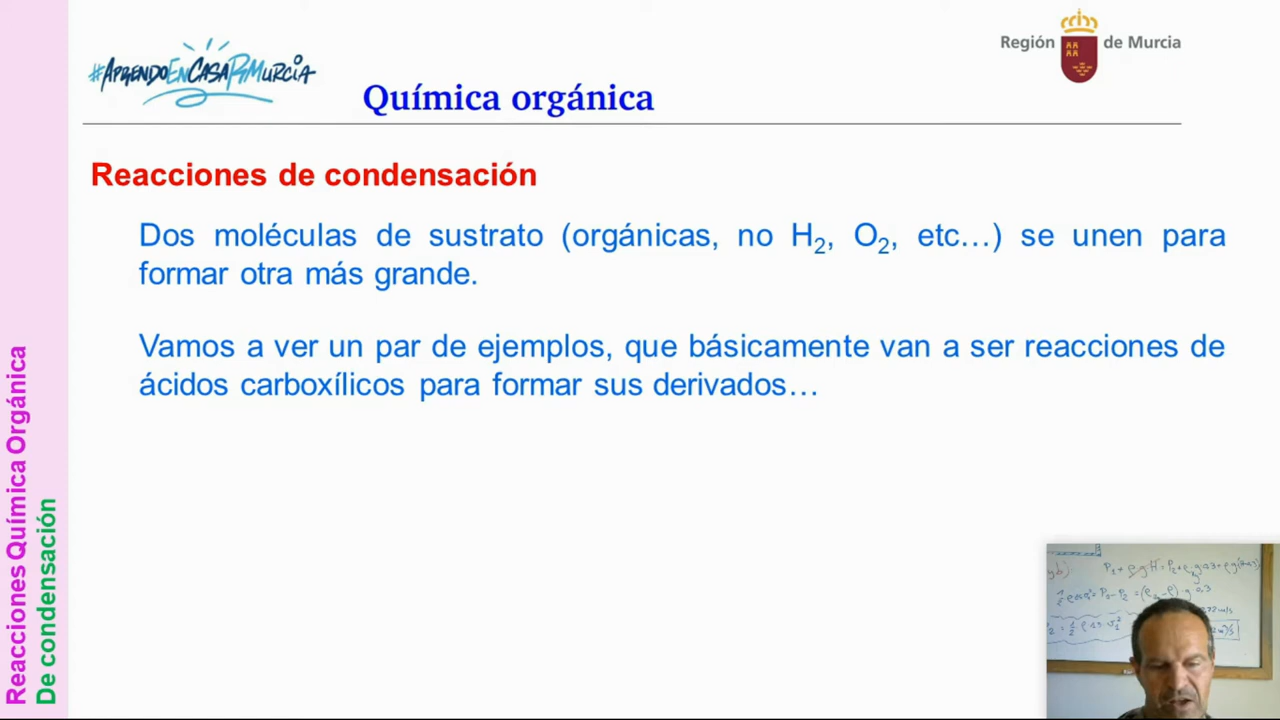 #APRENDOENCASARMURCIA
Región de Murcia
Química orgánica
Reacciones de condensación
Dos moléculas de sustrato (orgánicas, no H₂, O₂, etc…) se unen para
formar otra más grande.
Vamos a ver un par de ejemplos, que básicamente van a ser reacciones de
ácidos carboxílicos para formar sus derivados…
Reacciones Química Orgánica
De condensación